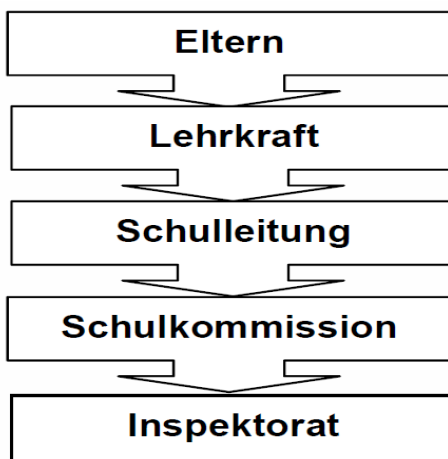 Eltern
Lehrkraft
Schulleitung
Schulkommission
Inspektorat